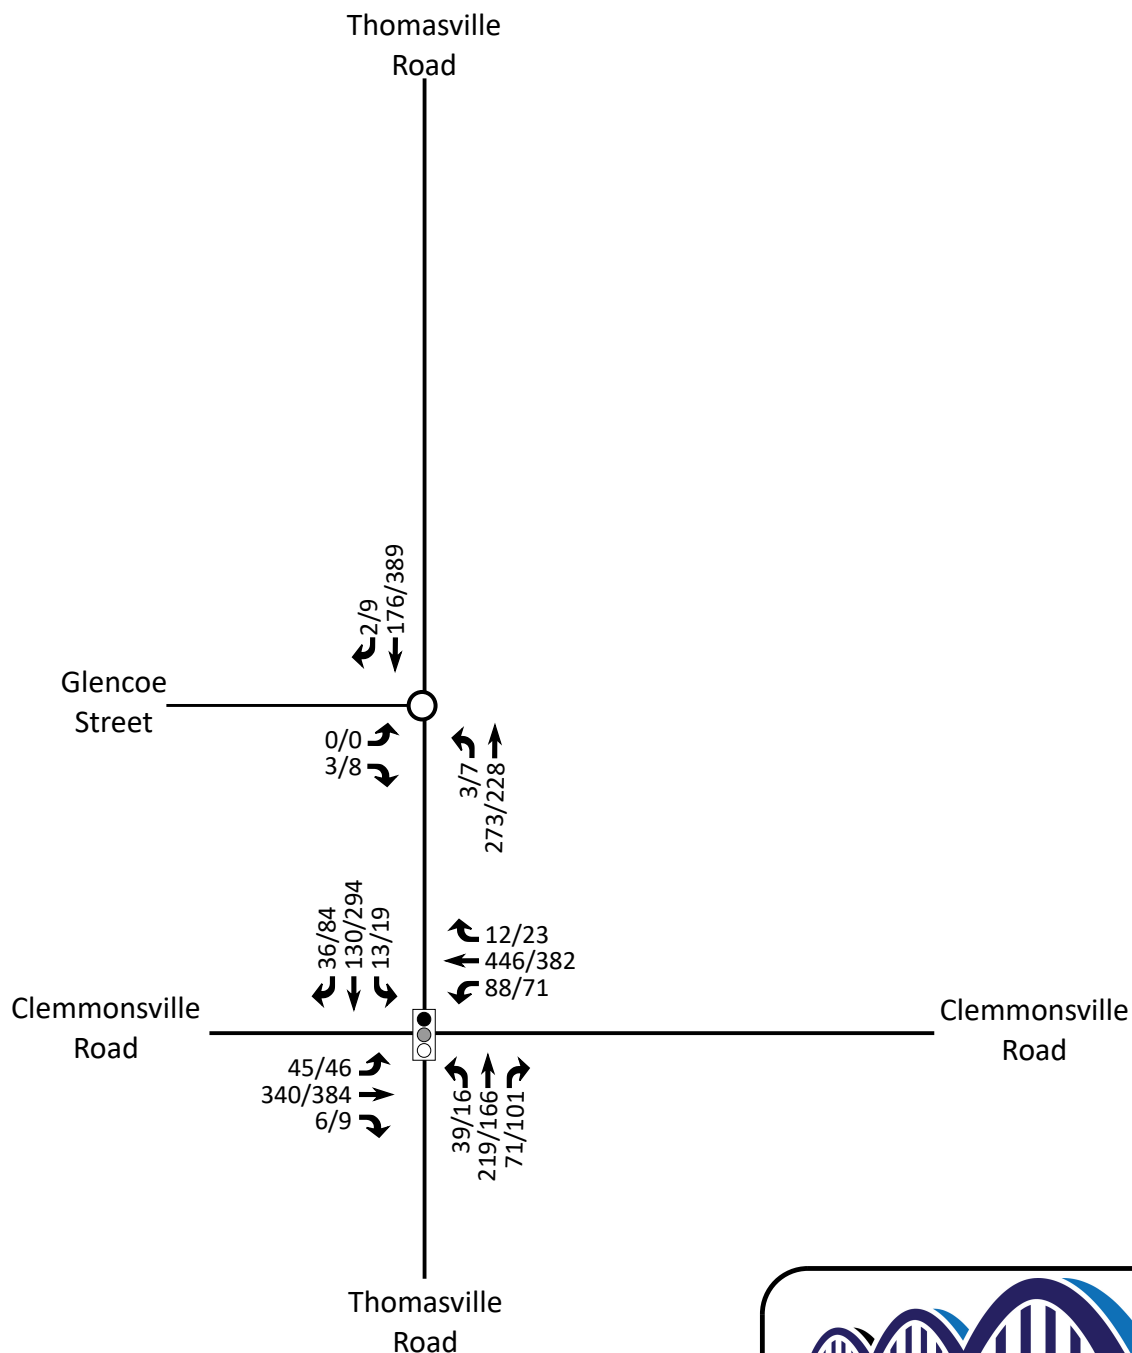 Thomasville
Road
2/9
176/389
Glencoe
Street
0/0
3/8
3/7
273/228
36/84
130/294
13/19
12/23
446/382
88/71
Clemmonsville
Road
Clemmonsville
Road
45/46
340/384
6/9
39/16
219/166
71/101
Thomasville
Road